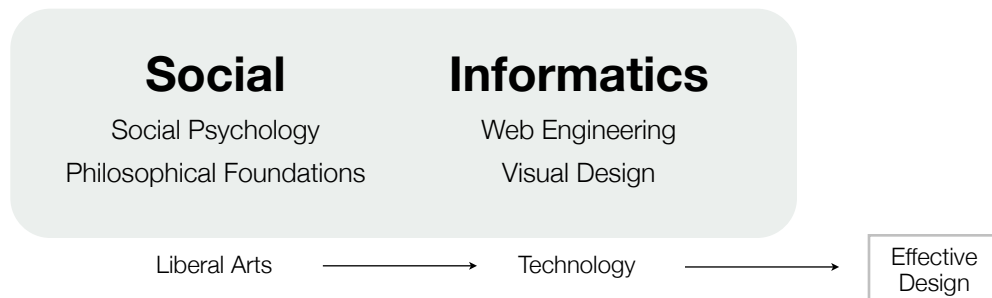 Social Informatics
Social Psychology Web Engineering
Philosophical Foundations Visual Design
Liberal Arts Technology Effective
Design